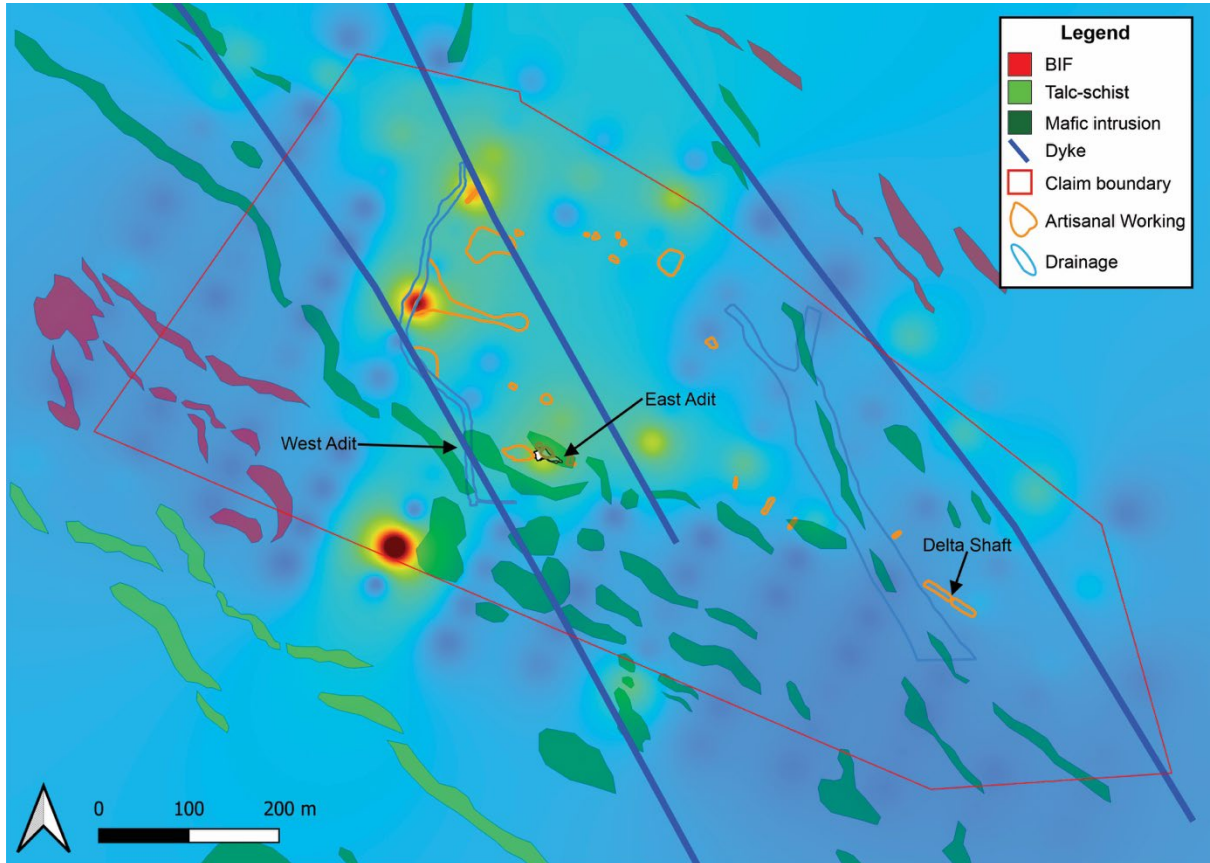 Legend
BIF
Talc-schist
Mafic intrusion
Dyke
Claim boundary
Artisanal Working
Drainage
East Adit
West Adit
Delta Shaft
0 100 200 m